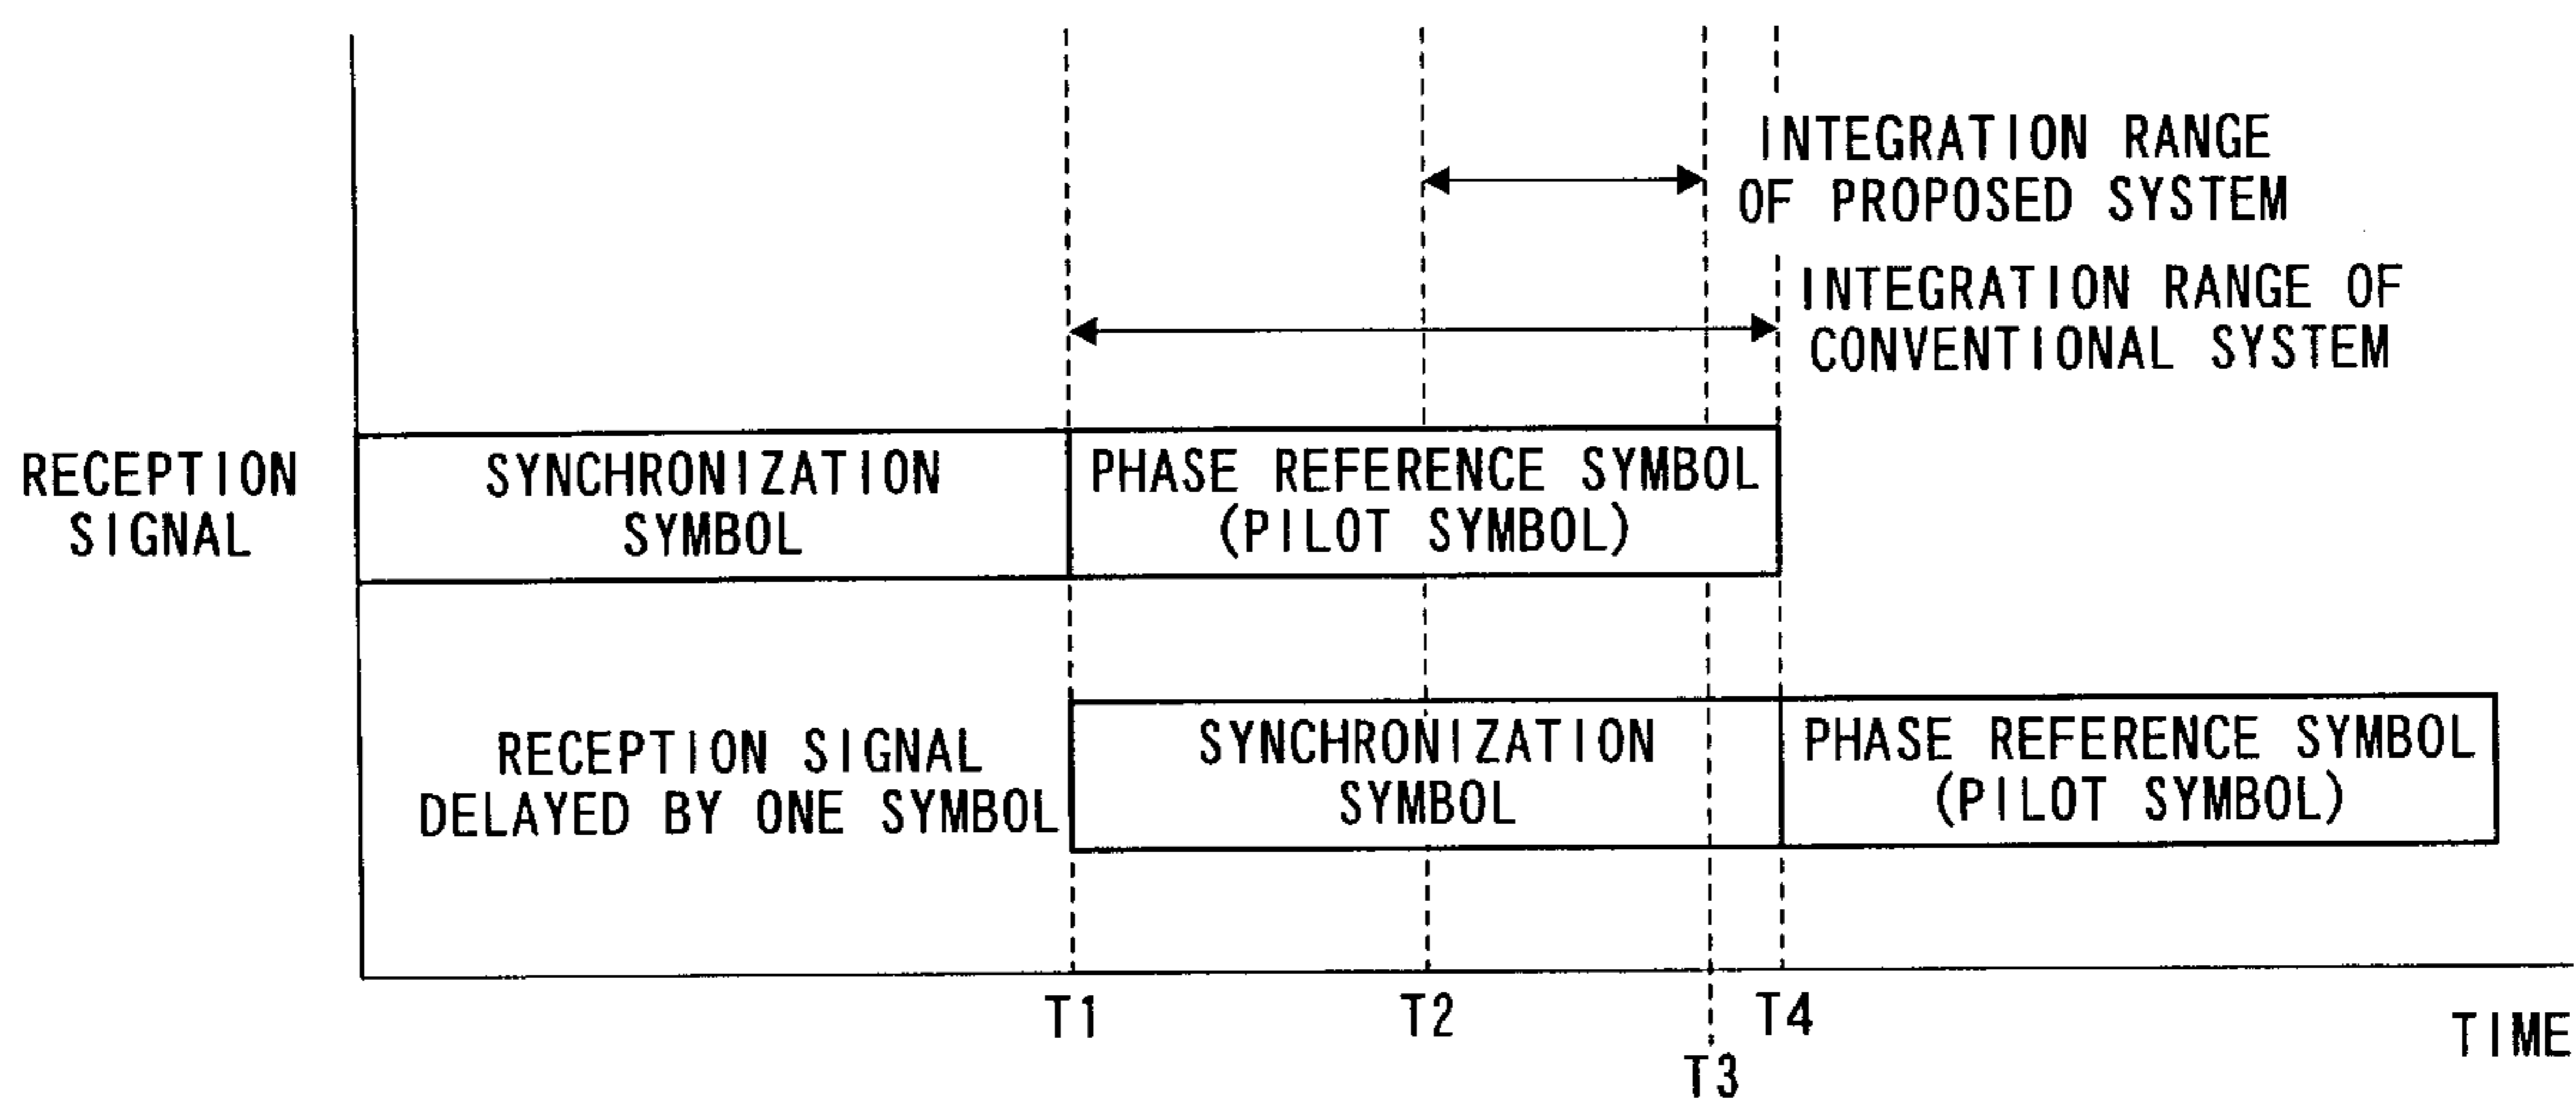 INTEGRATION RANGE
OF PROPOSED SYSTEM
INTEGRATION RANGE OF
CONVENTIONAL SYSTEM
RECEPTION
SIGNAL
SYNCHRONIZATION
SYMBOL
PHASE REFERENCE SYMBOL
(PILOT SYMBOL)
RECEPTION SIGNAL
DELAYED BY ONE SYMBOL
SYNCHRONIZATION
SYMBOL
PHASE REFERENCE SYMBOL
(PILOT SYMBOL)
T1
T2
T4
T3
TIME